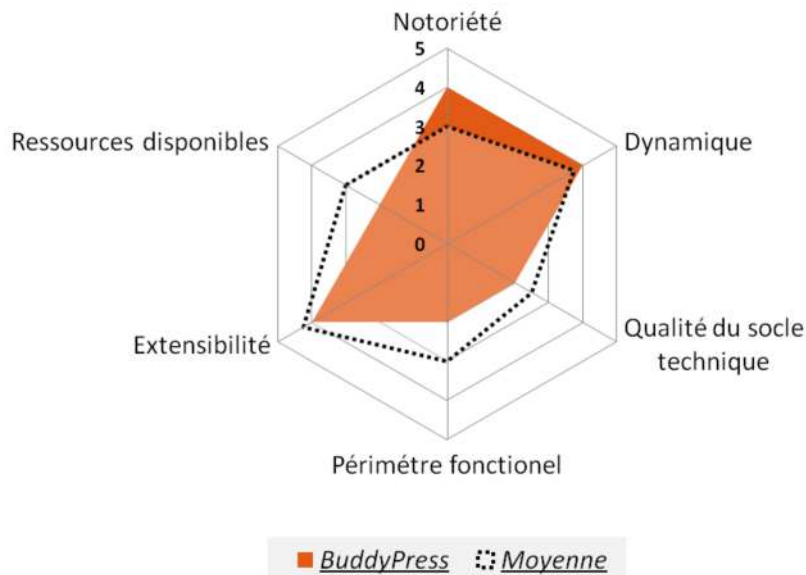 Notoriété
5
4
3
2
1
0
Ressources disponibles
Dynamique
Extensibilité
Qualité du socle
technique
Périmétre fonctionel
BuddyPress
Moyenne